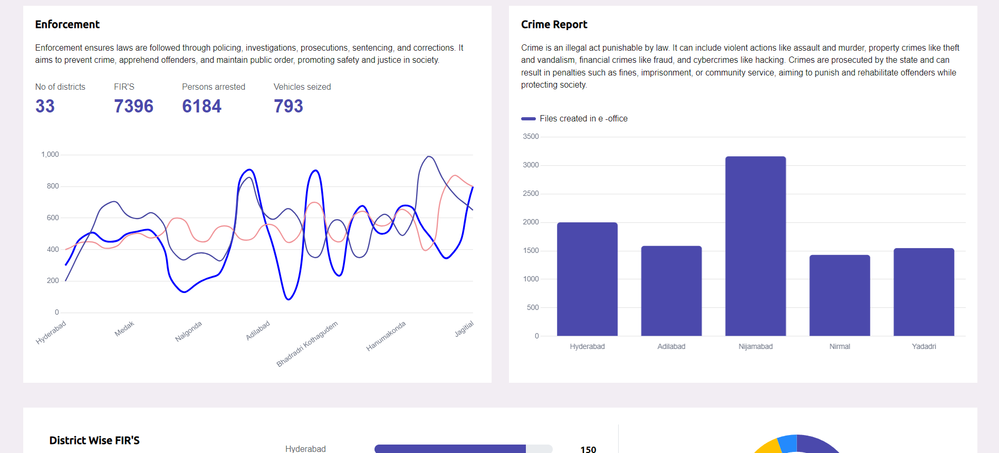 Enforcement
Enforcement ensures laws are followed through policing, investigations, prosecutions, sentencing, and corrections. It
aims to prevent crime, apprehend offenders, and maintain public order, promoting safety and justice in society.
No of districts FIR'S Persons arrested Vehicles seized
33 7396 6184 793
1,000
800
600
400
200
0
Hyderabad Medak Nalgonda Adilabad Bhadradri Kothagudem Hanumakonda Jagitial
Crime Report
Crime is an illegal act punishable by law. It can include violent actions like assault and murder, property crimes like theft
and vandalism, financial crimes like fraud, and cybercrimes like hacking. Crimes are prosecuted by the state and can
result in penalties such as fines, imprisonment, or community service, aiming to punish and rehabilitate offenders while
protecting society.
Files created in e -office
3500
3000
2500
2000
1500
1000
500
0
Hyderabad Adilabad Nijamabad Nirmal Yadadri
District Wise FIR'S
Hyderabad 150